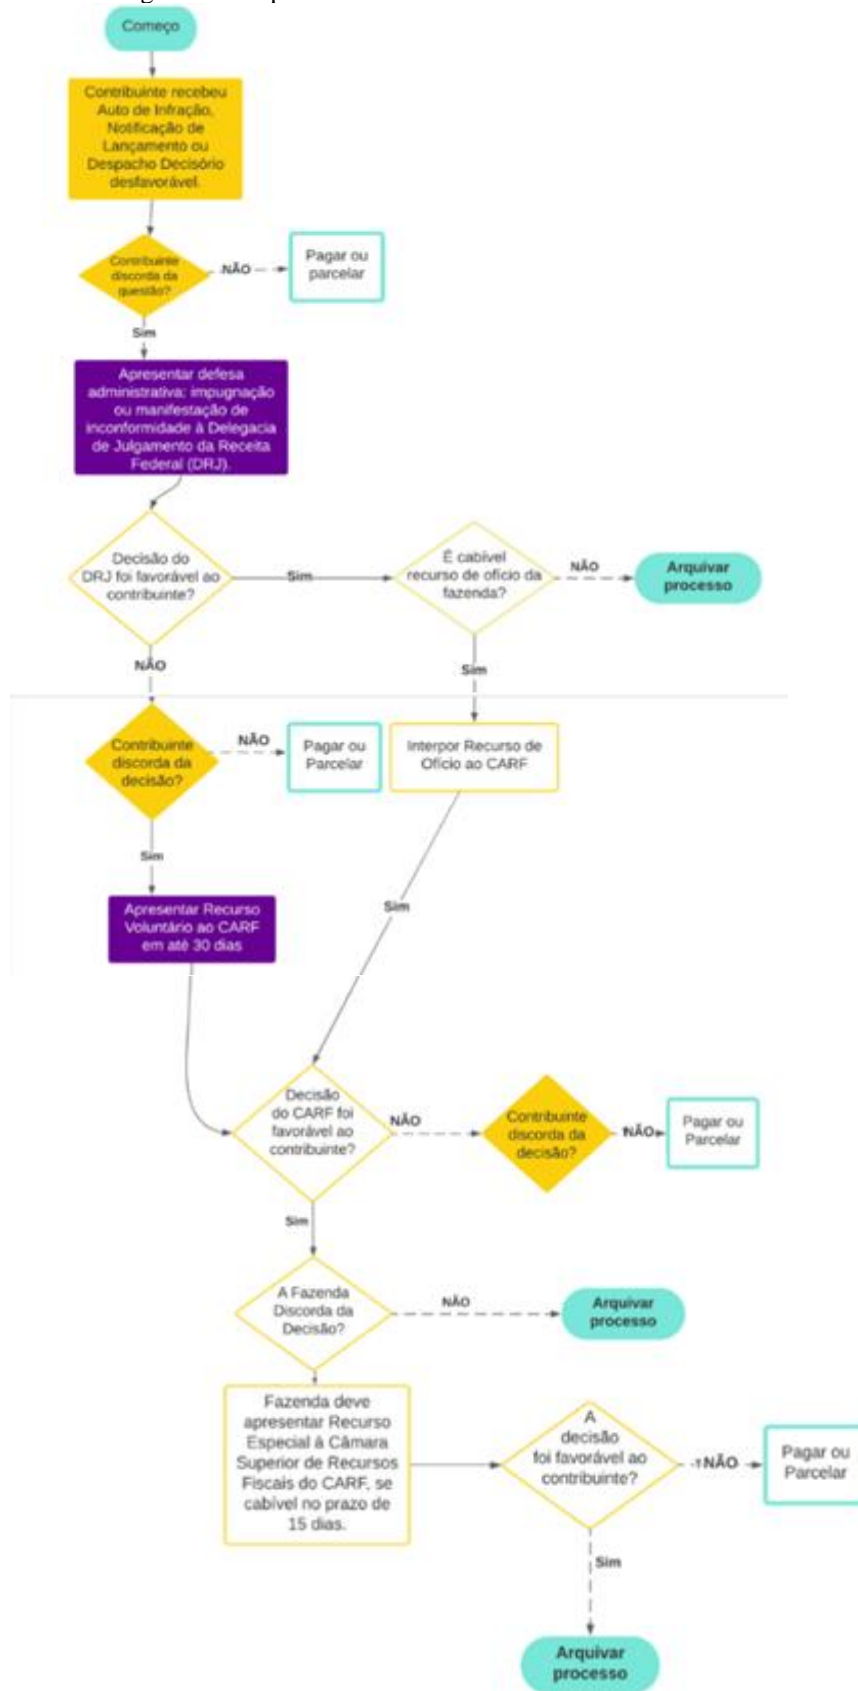 Começo
Contribuinte recebeu
Auto de Infração,
Notificação de
Lançamento ou
Despacho Decisório
desfavorável.
Contribuinte
discorda da
questão?
NÃO
Pagar ou
parcelar
Sim
Apresentar defesa
administrativa; impugnação
ou manifestação de
inconformidade à Delegacia
de Julgamento da Receita
Federal (DRJ).
Decisão do
DRJ foi favorável ao
contribuinte?
Sim
É cabível
recurso de ofício da
fazenda?
NÃO
Arquivar
processo
NÃO
Sim
Contribuinte
discorda da
decisão?
NÃO
Pagar ou
Parcelar
Interpor Recurso de
Ofício ao CARF
Sim
Apresentar Recurso
Voluntário ao CARF
em até 30 dias
Sim
Decisão
do CARF foi
favorável ao
contribuinte?
NÃO
Contribuinte
discorda da
decisão?
NÃO
Pagar ou
Parcelar
Sim
A Fazenda
Discorda da
Decisão?
NÃO
Arquivar
processo
Fazenda deve
apresentar Recurso
Especial à Câmara
Superior de Recursos
Fiscais do CARF, se
cabível no prazo de
15 dias.
A
decisão
foi favorável ao
contribuinte?
NÃO
Pagar ou
Parcelar
Sim
Arquivar
processo